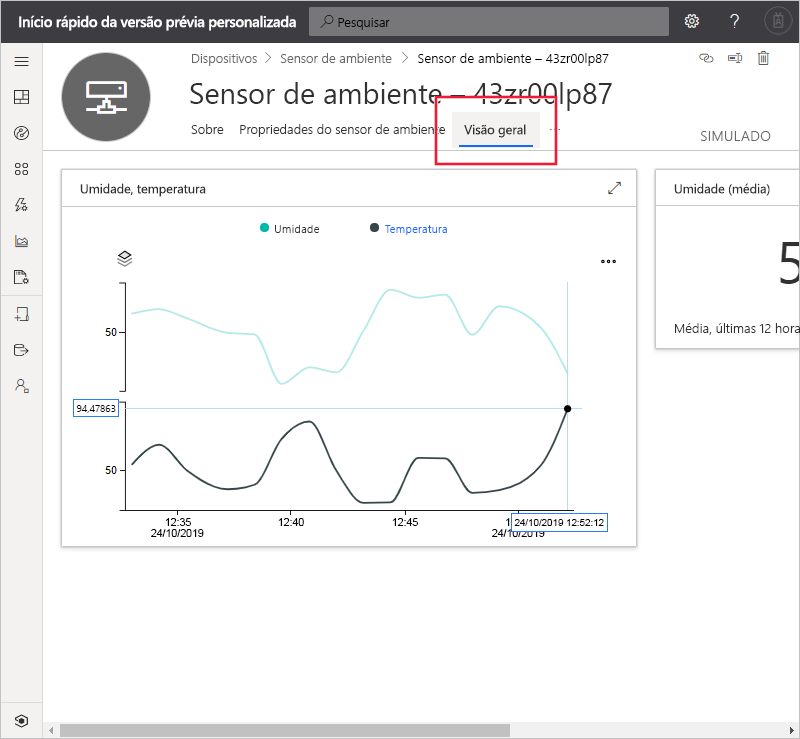 Início rápido da versão prévia personalizada
Pesquisar
?
Dispositivos > Sensor de ambiente > Sensor de ambiente – 43zr00lp87
Sensor de ambiente – 43zr00lp87
Sobre Propriedades do sensor de ambiente Visão geral ...
SIMULADO
Umidade, temperatura
Umidade Temperatura
50
94,47863
50
12:35 12:40 12:45
24/10/2019 24/10/2019
24/10/2019 12:52:12
Umidade (média)
5
Média, últimas 12 hora